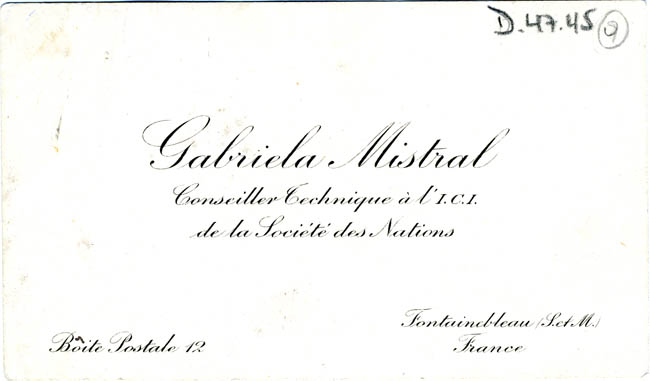 D.47.45 9
Gabriela Mistral
Conseiller Technique à l'I.C.I.
de la Société des Nations
Fontainebleau (S.et M.)
Boîte Postale 12 France